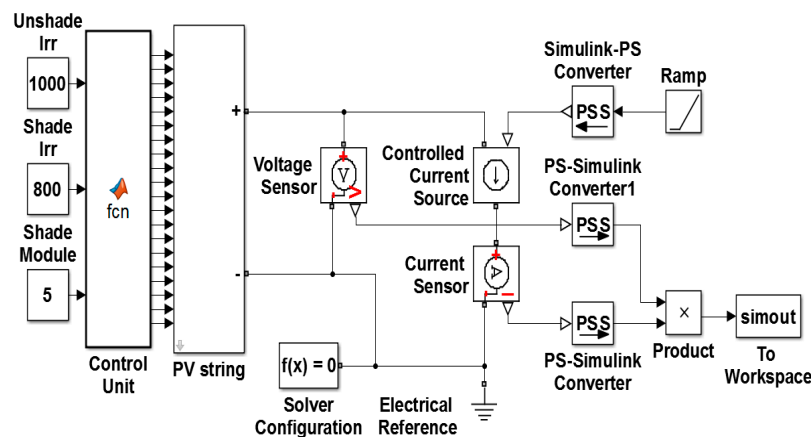 Unshade
Irr
1000
Shade
Irr
800
Shade
Module
5
fcn
Control
Unit
+
-
PV string
Voltage
Sensor
+
V
V
-
Controlled
Current
Source
Simulink-PS
Converter
PSS
Ramp
PS-Simulink
Converter1
PSS
Current
Sensor
+
A
I
-
PSS
PS-Simulink
Converter
×
Product
simout
To
Workspace
f(x) = 0
Solver
Configuration
Electrical
Reference